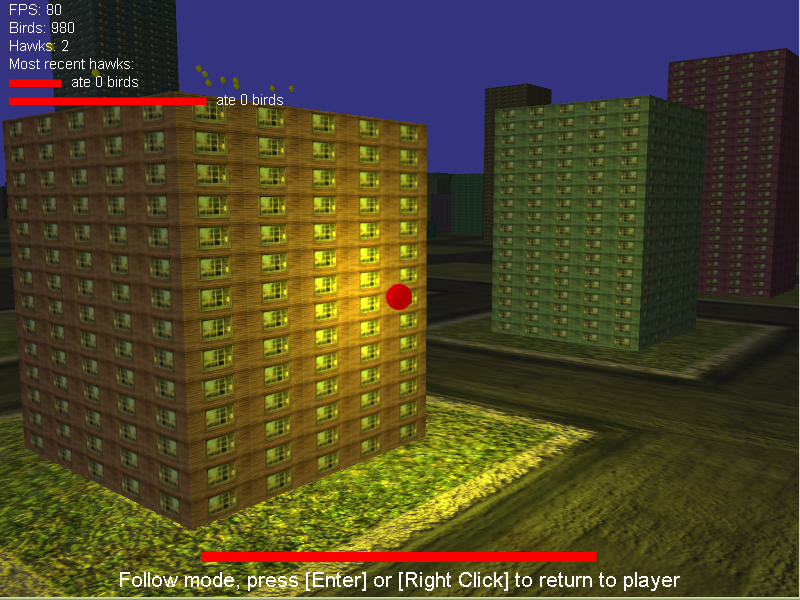 FPS: 80
Birds: 980
Hawks: 2
Most recent hawks:
ate 0 birds
ate 0 birds
Follow mode, press [Enter] or [Right Click] to return to player